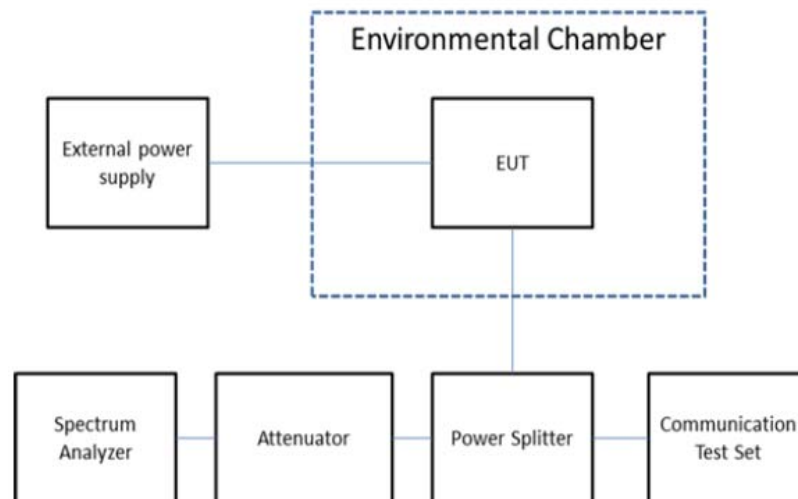 Environmental Chamber
External power
supply
EUT
Spectrum
Analyzer
Attenuator
Power Splitter
Communication
Test Set